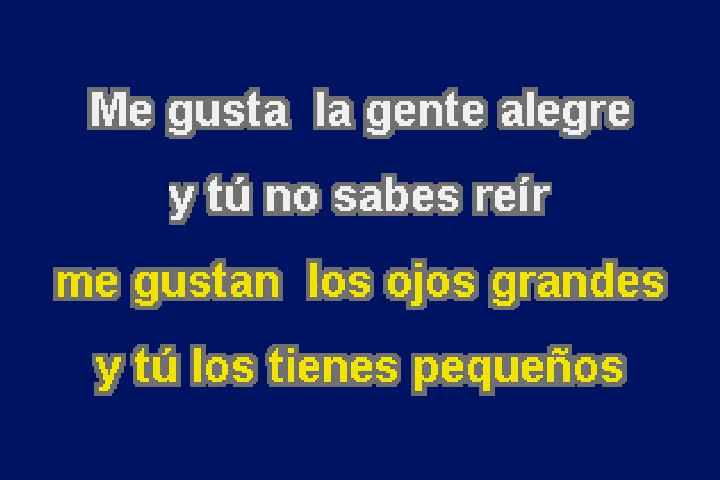 Me gusta  la gente alegre
y tú no sabes reír
me gustan  los ojos grandes
y tú los tienes pequeños